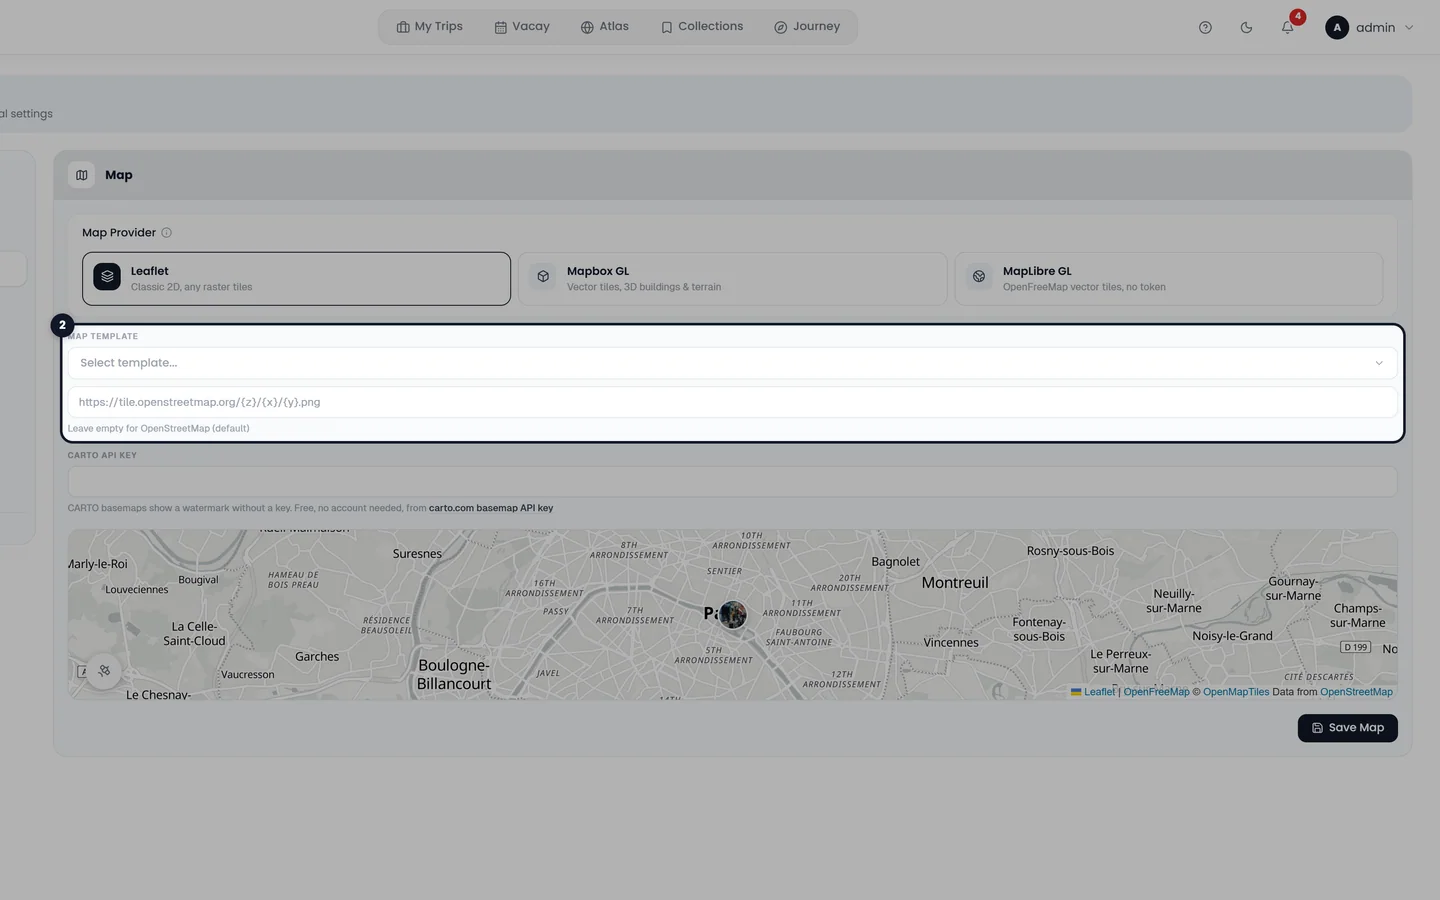 My Trips
Vacay
Atlas
Collections
Journey
4
A
admin
al settings
Map
Map Provider
Leaflet
Classic 2D, any raster tiles
Mapbox GL
Vector tiles, 3D buildings & terrain
MapLibre GL
OpenFreeMap vector tiles, no token
2
MAP TEMPLATE
Select template...
https://tile.openstreetmap.org/{z}/{x}/{y}.png
Leave empty for OpenStreetMap (default)
CARTO API KEY
CARTO basemaps show a watermark without a key. Free, no account needed, from carto.com basemap API key
Marly-le-Roi
Louveciennes
Bougival
La Celle-
Saint-Cloud
Le Chesnay-
HAMEAU DE
BOIS PRÉAU
Suresnes
RÉSIDENCE
BEAUSOLEIL
Garches
Vaucresson
Boulogne-
Billancourt
16TH
ARRONDISSEMENT
PASSY
JAVEL
8TH
ARRONDISSEMENT
7TH
ARRONDISSEMENT
10TH
ARRONDISSEMENT
SENTIER
11TH
ARRONDISSEMENT
FAUBOURG
SAINT-ANTOINE
5TH
ARRONDISSEMENT
12TH
ARRONDISSEMENT
20TH
ARRONDISSEMENT
Bagnolet
Montreuil
Vincennes
Rosny-sous-Bois
Fontenay-
sous-Bois
Le Perreux-
sur-Marne
Neuilly-
sur-Marne
Noisy-le-Grand
Gournay-
sur-Marne
Champs-
sur-Marne
D 199
No
CITÉ DESCARTES
Leaflet | OpenFreeMap © OpenMapTiles Data from OpenStreetMap
Save Map